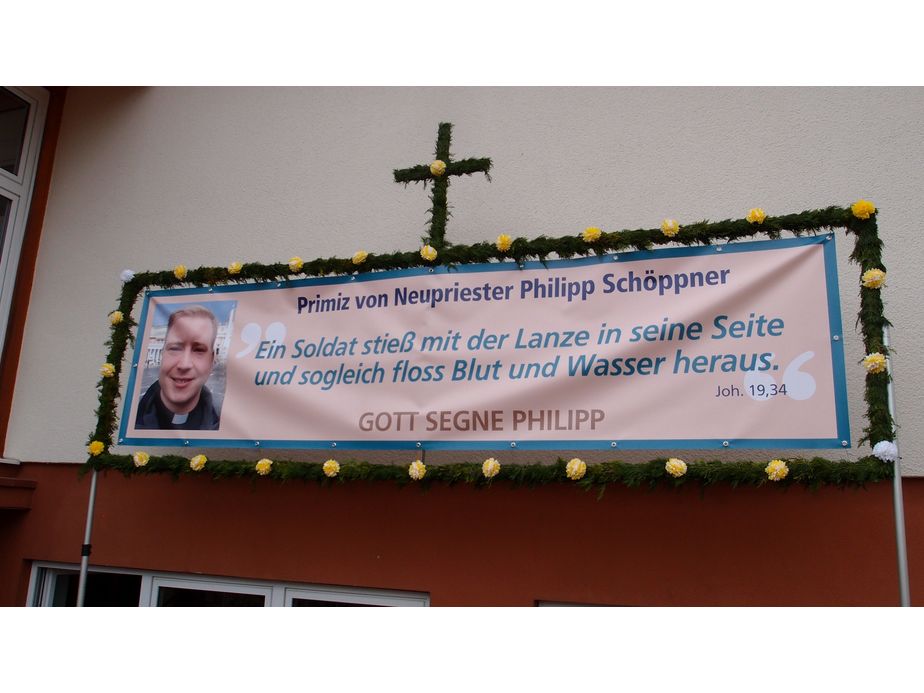 Primiz von Neupriester Philipp Schöppner
Ein Soldat stieß mit der Lanze in seine Seite
und sogleich floss Blut und Wasser heraus.
Joh. 19,34
GOTT SEGNE PHILIPP